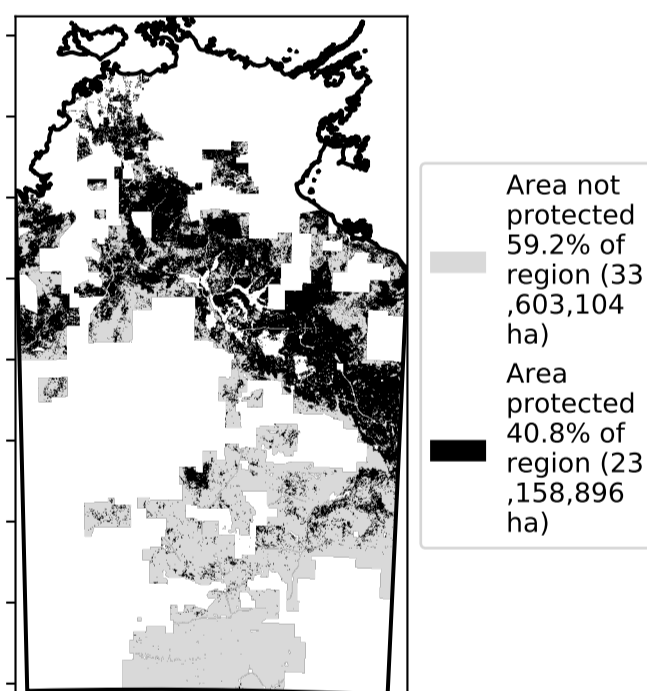 Area not
protected
59.2% of
region (33
,603,104
ha)
Area
protected
40.8% of
region (23
,158,896
ha)